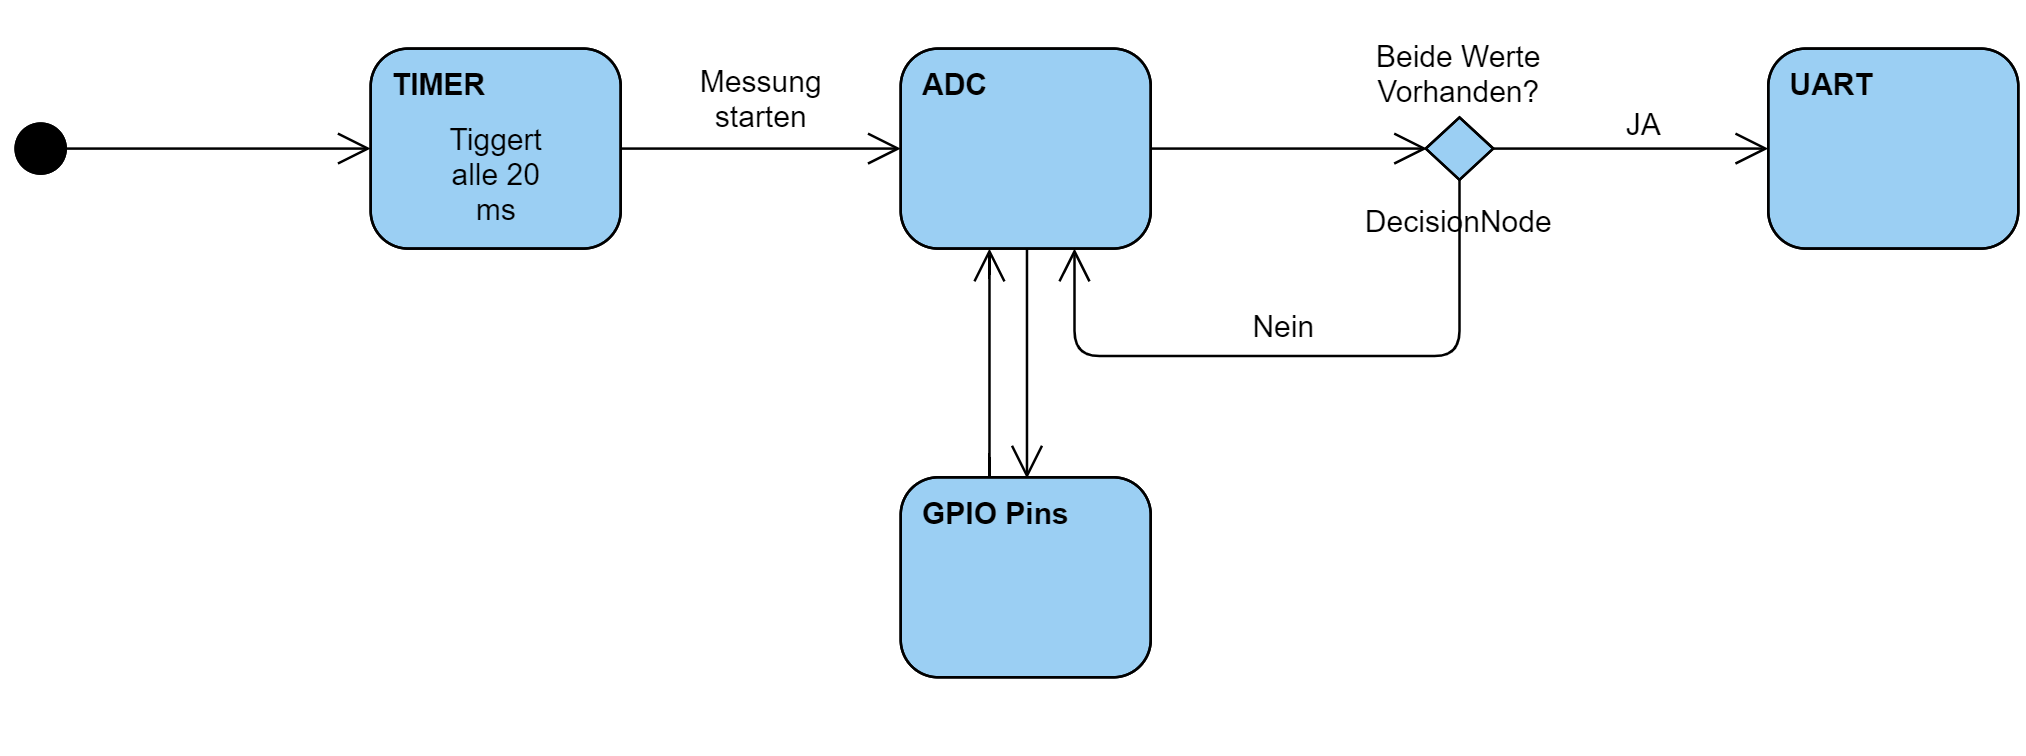 TIMER
Tiggert
alle 20
ms
Messung
starten
ADC
Beide Werte
Vorhanden?
DecisionNode
JA
UART
Nein
GPIO Pins